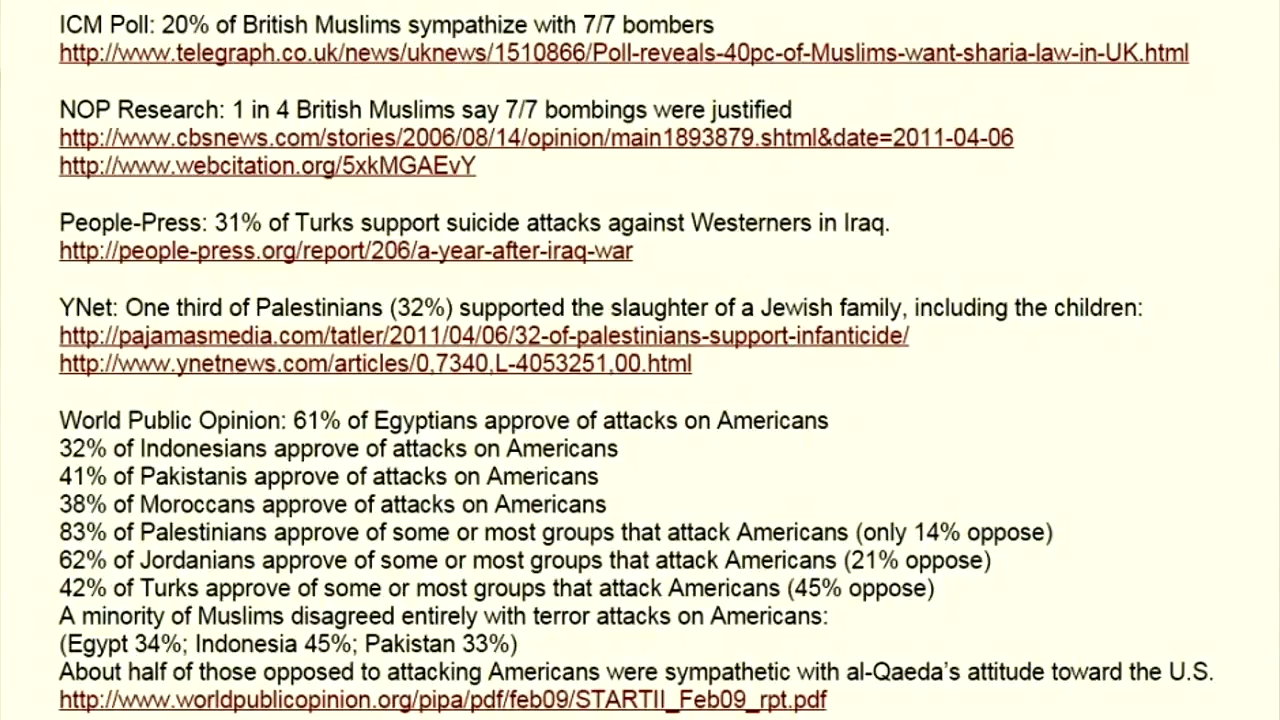 ICM Poll: 20% of British Muslims sympathize with 7/7 bombers
http://www.telegraph.co.uk/news/uknews/1510866/Poll-reveals-40pc-of-Muslims-want-sharia-law-in-UK.html
NOP Research: 1 in 4 British Muslims say 7/7 bombings were justified
http://www.cbsnews.com/stories/2006/08/14/opinion/main1893879.shtml&date=2011-04-06
http://www.webcitation.org/5xkMGAEvY
People-Press: 31% of Turks support suicide attacks against Westerners in Iraq.
http://people-press.org/report/206/a-year-after-iraq-war
YNet: One third of Palestinians (32%) supported the slaughter of a Jewish family, including the children:
http://pajamasmedia.com/tatler/2011/04/06/32-of-palestinians-support-infanticide/
http://www.ynetnews.com/articles/0,7340,L-4053251,00.html
World Public Opinion: 61% of Egyptians approve of attacks on Americans
32% of Indonesians approve of attacks on Americans
41% of Pakistanis approve of attacks on Americans
38% of Moroccans approve of attacks on Americans
83% of Palestinians approve of some or most groups that attack Americans (only 14% oppose)
62% of Jordanians approve of some or most groups that attack Americans (21% oppose)
42% of Turks approve of some or most groups that attack Americans (45% oppose)
A minority of Muslims disagreed entirely with terror attacks on Americans:
(Egypt 34%; Indonesia 45%; Pakistan 33%)
About half of those opposed to attacking Americans were sympathetic with al-Qaeda’s attitude toward the U.S.
http://www.worldpublicopinion.org/pipa/pdf/feb09/STARTII_Feb09_rpt.pdf